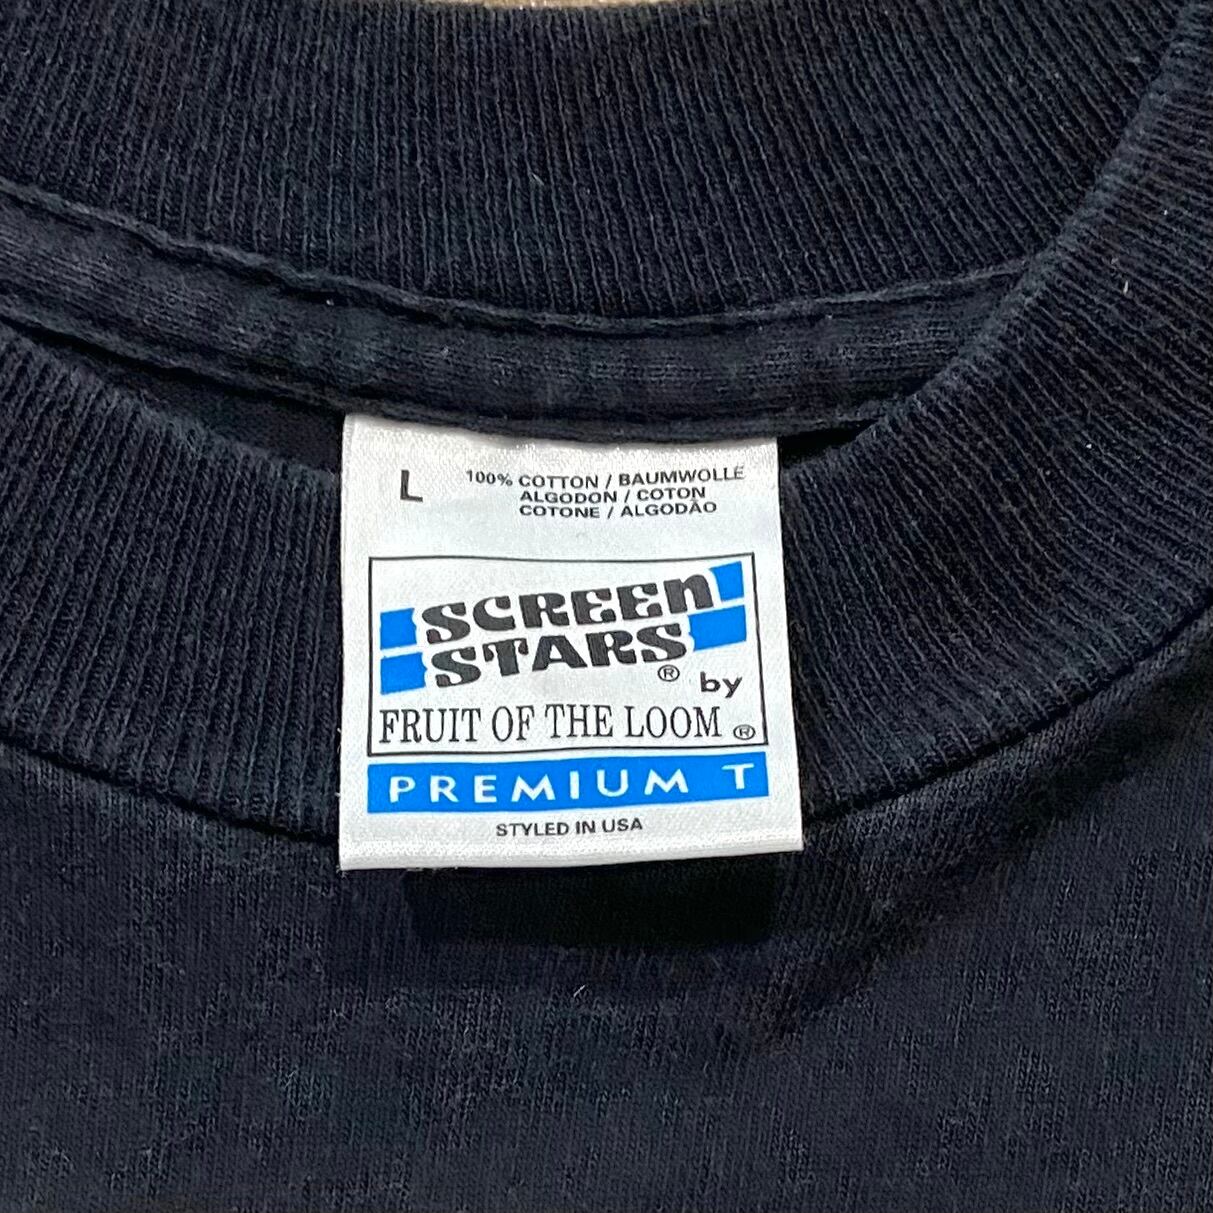 L
100% COTTON / BAUMWOLLE
ALGODON / COTON
COTONE / ALGODÃO
SCREEN
STARS® by
FRUIT OF THE LOOM ®
PREMIUM T
STYLED IN USA